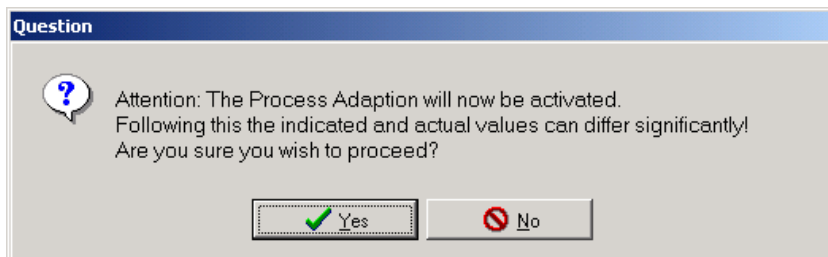 Question
Attention: The Process Adaption will now be activated.
Following this the indicated and actual values can differ significantly!
Are you sure you wish to proceed?
Yes
No